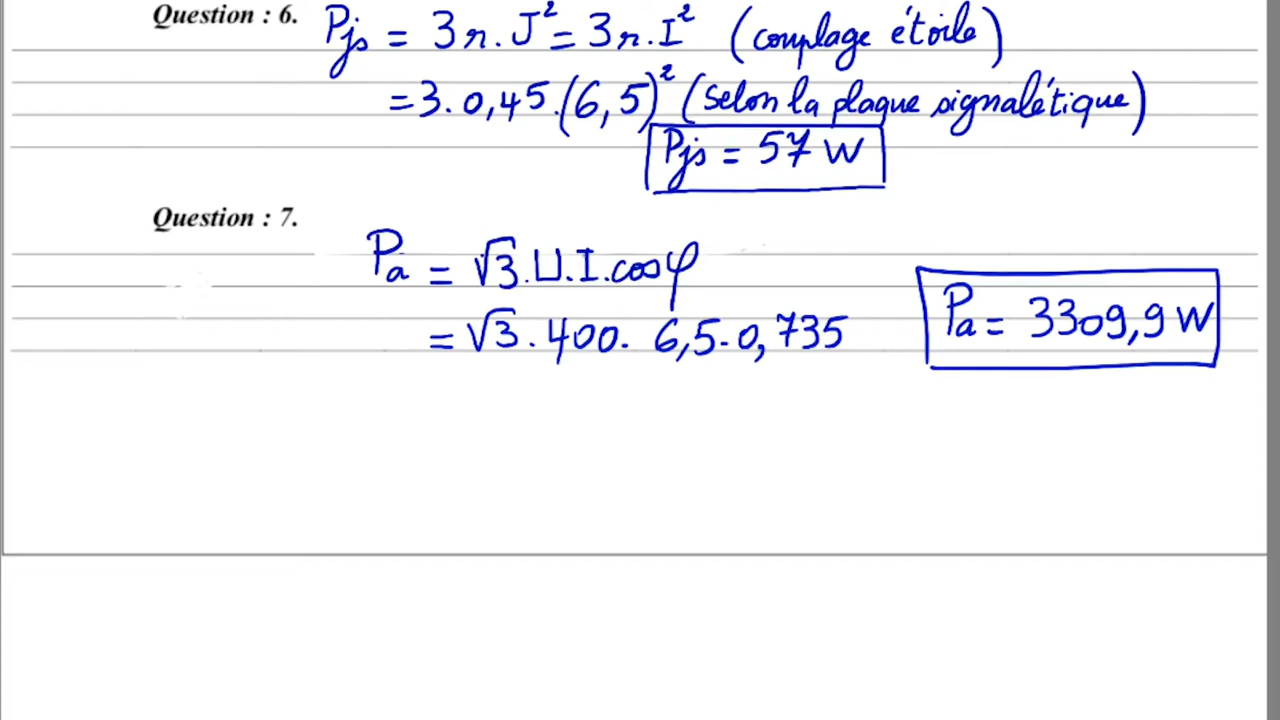 Question : 6. Pjs = 3r.J² = 3r.I² (couplage étoile)
= 3.0,45.(6,5)² (selon la plaque signalétique)
Pjs = 57 W
Question : 7.
Pa = √3.U.I.cosφ
= √3.400. 6,5.0,735 Pa = 3309,9 W